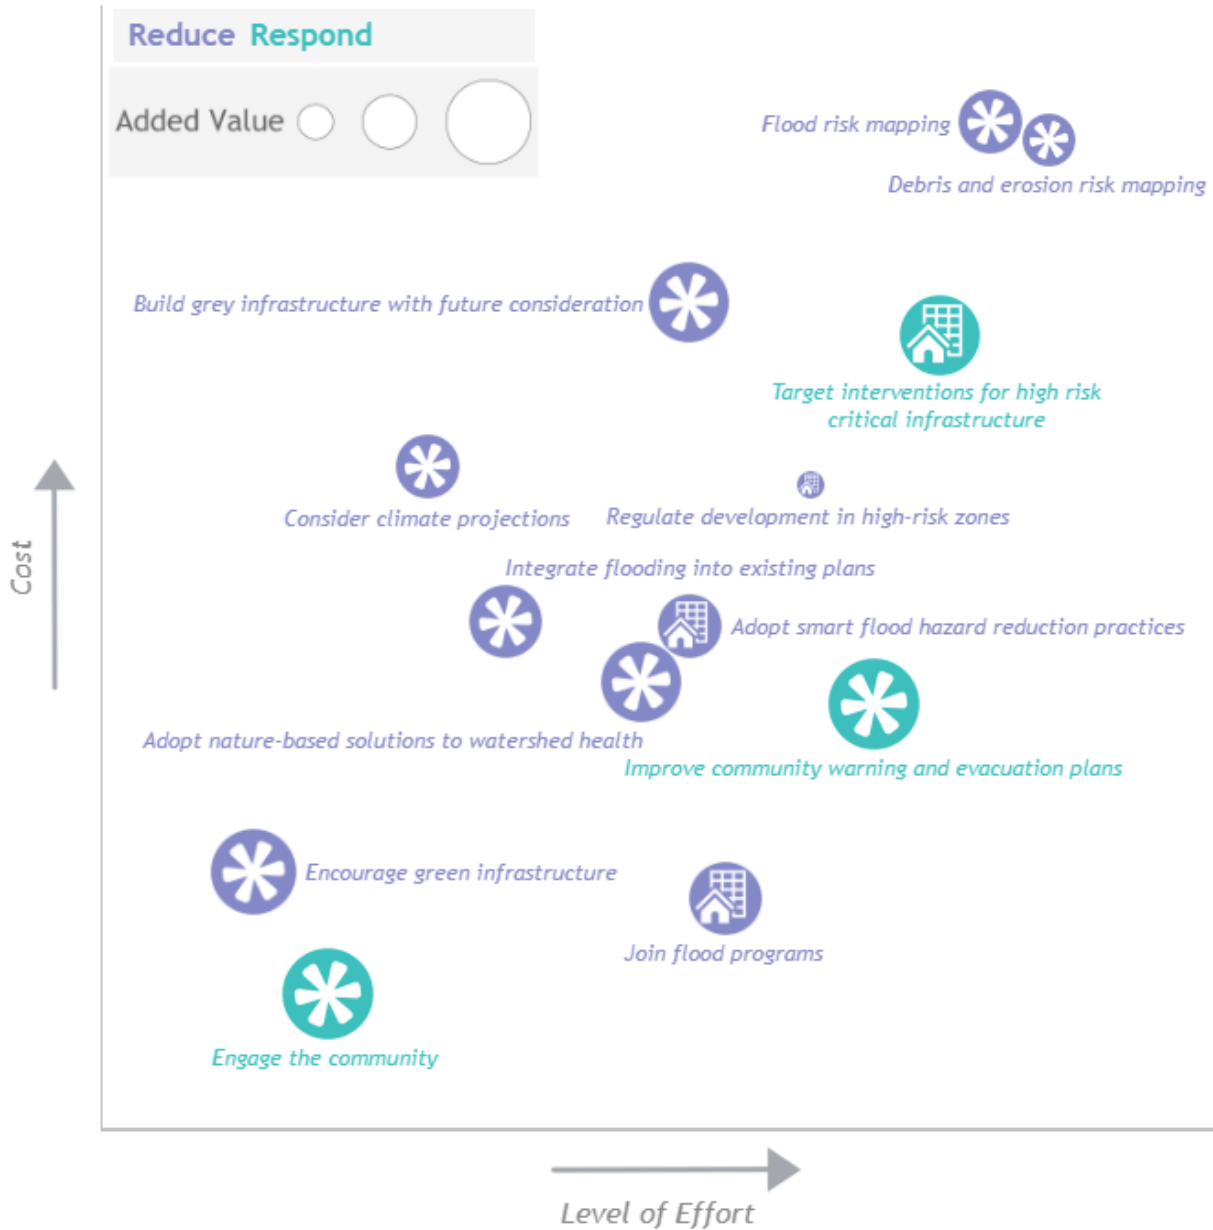 Reduce Respond
Added Value
Flood risk mapping
Debris and erosion risk mapping
Build grey infrastructure with future consideration
Target interventions for high risk
critical infrastructure
Consider climate projections
Regulate development in high-risk zones
Integrate flooding into existing plans
Adopt smart flood hazard reduction practices
Adopt nature-based solutions to watershed health
Improve community warning and evacuation plans
Encourage green infrastructure
Join flood programs
Engage the community
Cost
Level of Effort